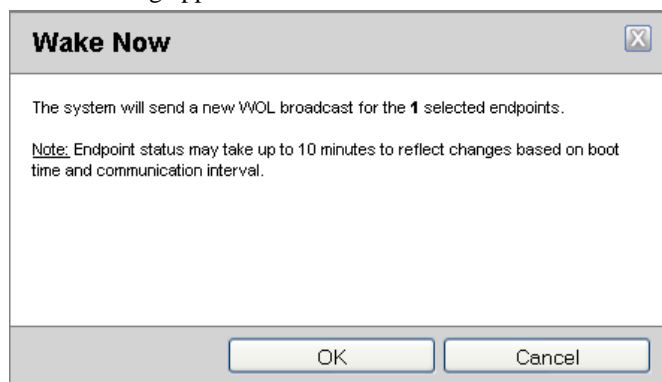 Wake Now
The system will send a new WOL broadcast for the 1 selected endpoints.
Note: Endpoint status may take up to 10 minutes to reflect changes based on boot
time and communication interval.
OK
Cancel